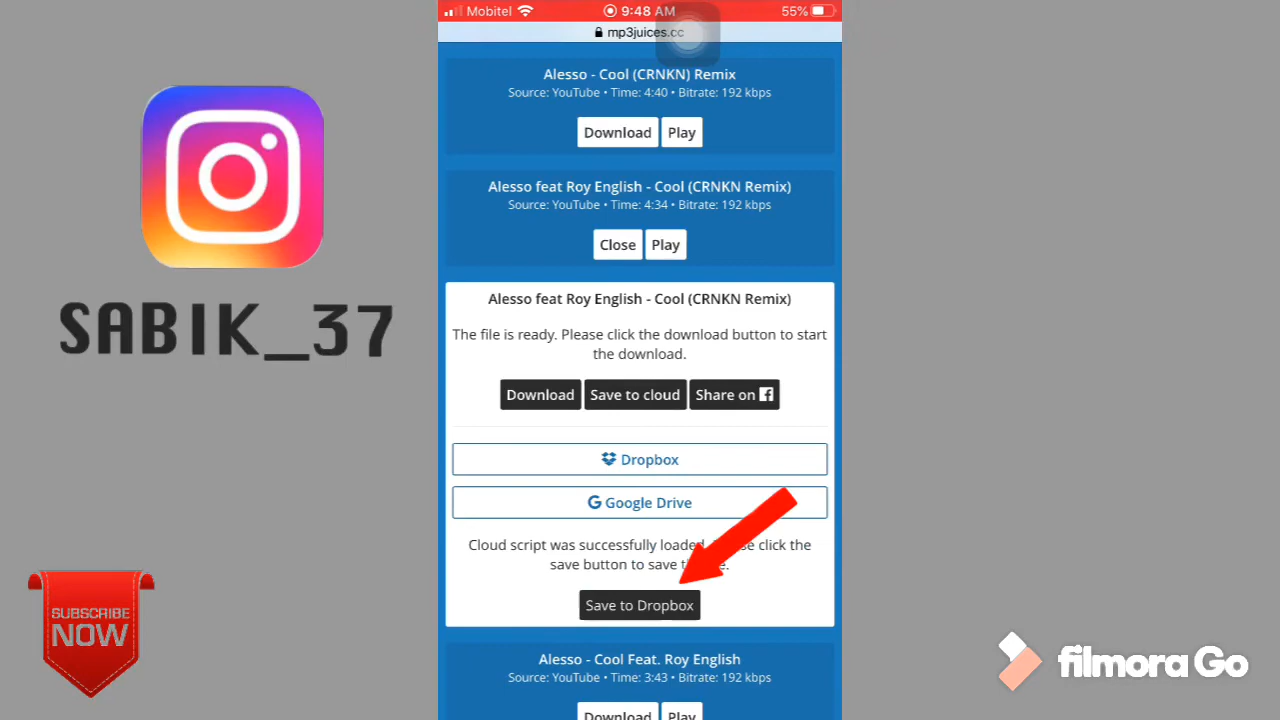 Mobitel
9:48 AM
55%
mp3juices.cc
Alesso - Cool (CRNKN) Remix
Source: YouTube • Time: 4:40 • Bitrate: 192 kbps
Download
Play
Alesso feat Roy English - Cool (CRNKN Remix)
Source: YouTube • Time: 4:34 • Bitrate: 192 kbps
Close
Play
Alesso feat Roy English - Cool (CRNKN Remix)
The file is ready. Please click the download button to start
the download.
Download
Save to cloud
Share on
Dropbox
Google Drive
Cloud script was successfully loaded. click the
save button to save
Save to Dropbox
Alesso - Cool Feat. Roy English
Source: YouTube • Time: 3:43 • Bitrate: 192 kbps
Download
Play
SABIK_37
SUBSCRIBE
NOW
filmora Go